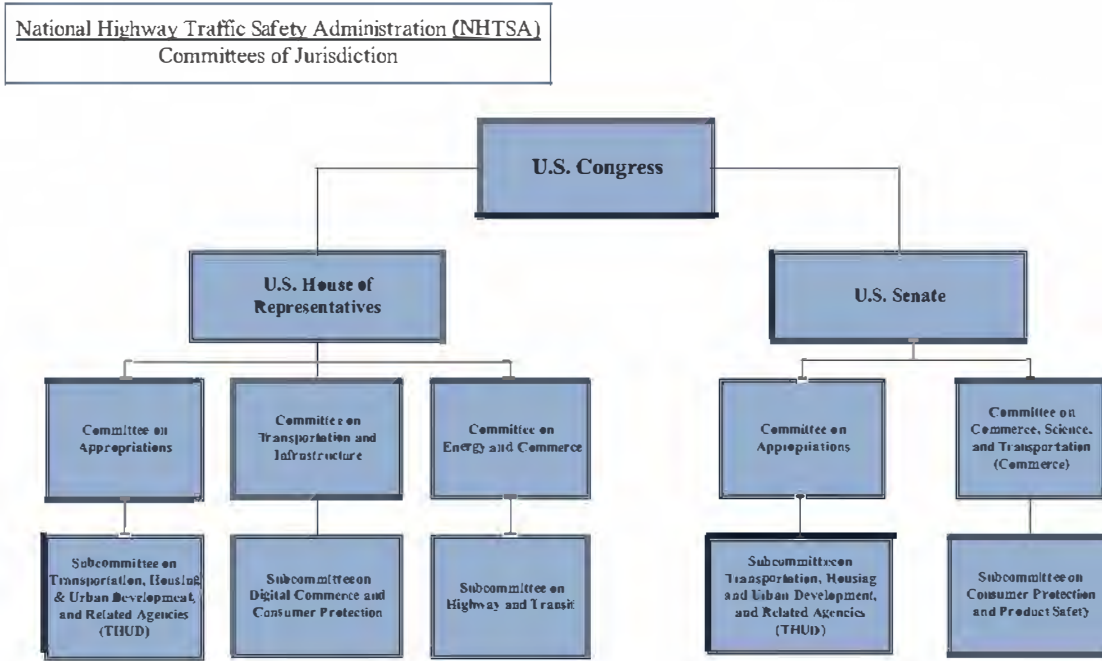 National Highway Traffic Safety Administration (NHTSA)
Committees of Jurisdiction
U.S. Congress
U.S. House of
Representatives
U.S. Senate
Committee on
Appropriations
Committee on
Transportation and
Infrastructure
Committee on
Energy and Commerce
Committee on
Appropriations
Committee on
Commerce, Science,
and Transportation
(Commerce)
Subcommittee on
Transportation, Housing
& Urban Development,
and Related Agencies
(THUD)
Subcommittee on
Digital Commerce and
Consumer Protection
Subcommittee on
Highway and Transit
Subcommittee on
Transportation, Housing
and Urban Development,
and Related Agencies
(THUD)
Subcommittee on
Consumer Protection
and Product Safety